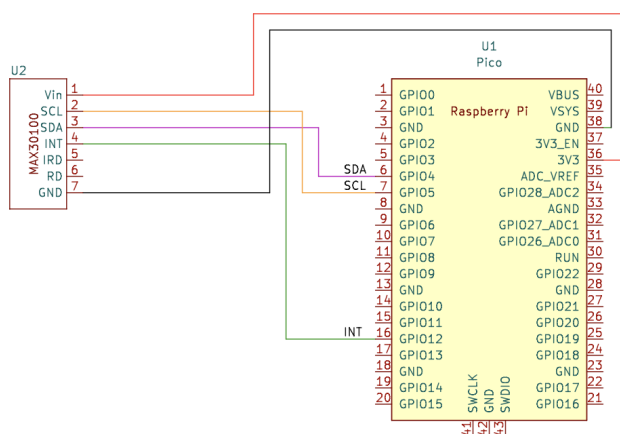 U2
MAX30100
Vin 1
SCL 2
SDA 3
INT 4
IRD 5
RD 6
GND 7
U1
Pico
Raspberry Pi
SDA
SCL
INT
1 GPIO0
2 GPIO1
3 GND
4 GPIO2
5 GPIO3
6 GPIO4
7 GPIO5
8 GND
9 GPIO6
10 GPIO7
11 GPIO8
12 GPIO9
13 GND
14 GPIO10
15 GPIO11
16 GPIO12
17 GPIO13
18 GND
19 GPIO14
20 GPIO15
VBUS 40
VSYS 39
GND 38
3V3_EN 37
3V3 36
ADC_VREF 35
GPIO28_ADC2 34
AGND 33
GPIO27_ADC1 32
GPIO26_ADC0 31
RUN 30
GPIO22 29
GND 28
GPIO21 27
GPIO20 26
GPIO19 25
GPIO18 24
GND 23
GPIO17 22
GPIO16 21
SWCLK 41
GND 42
SWDIO 43